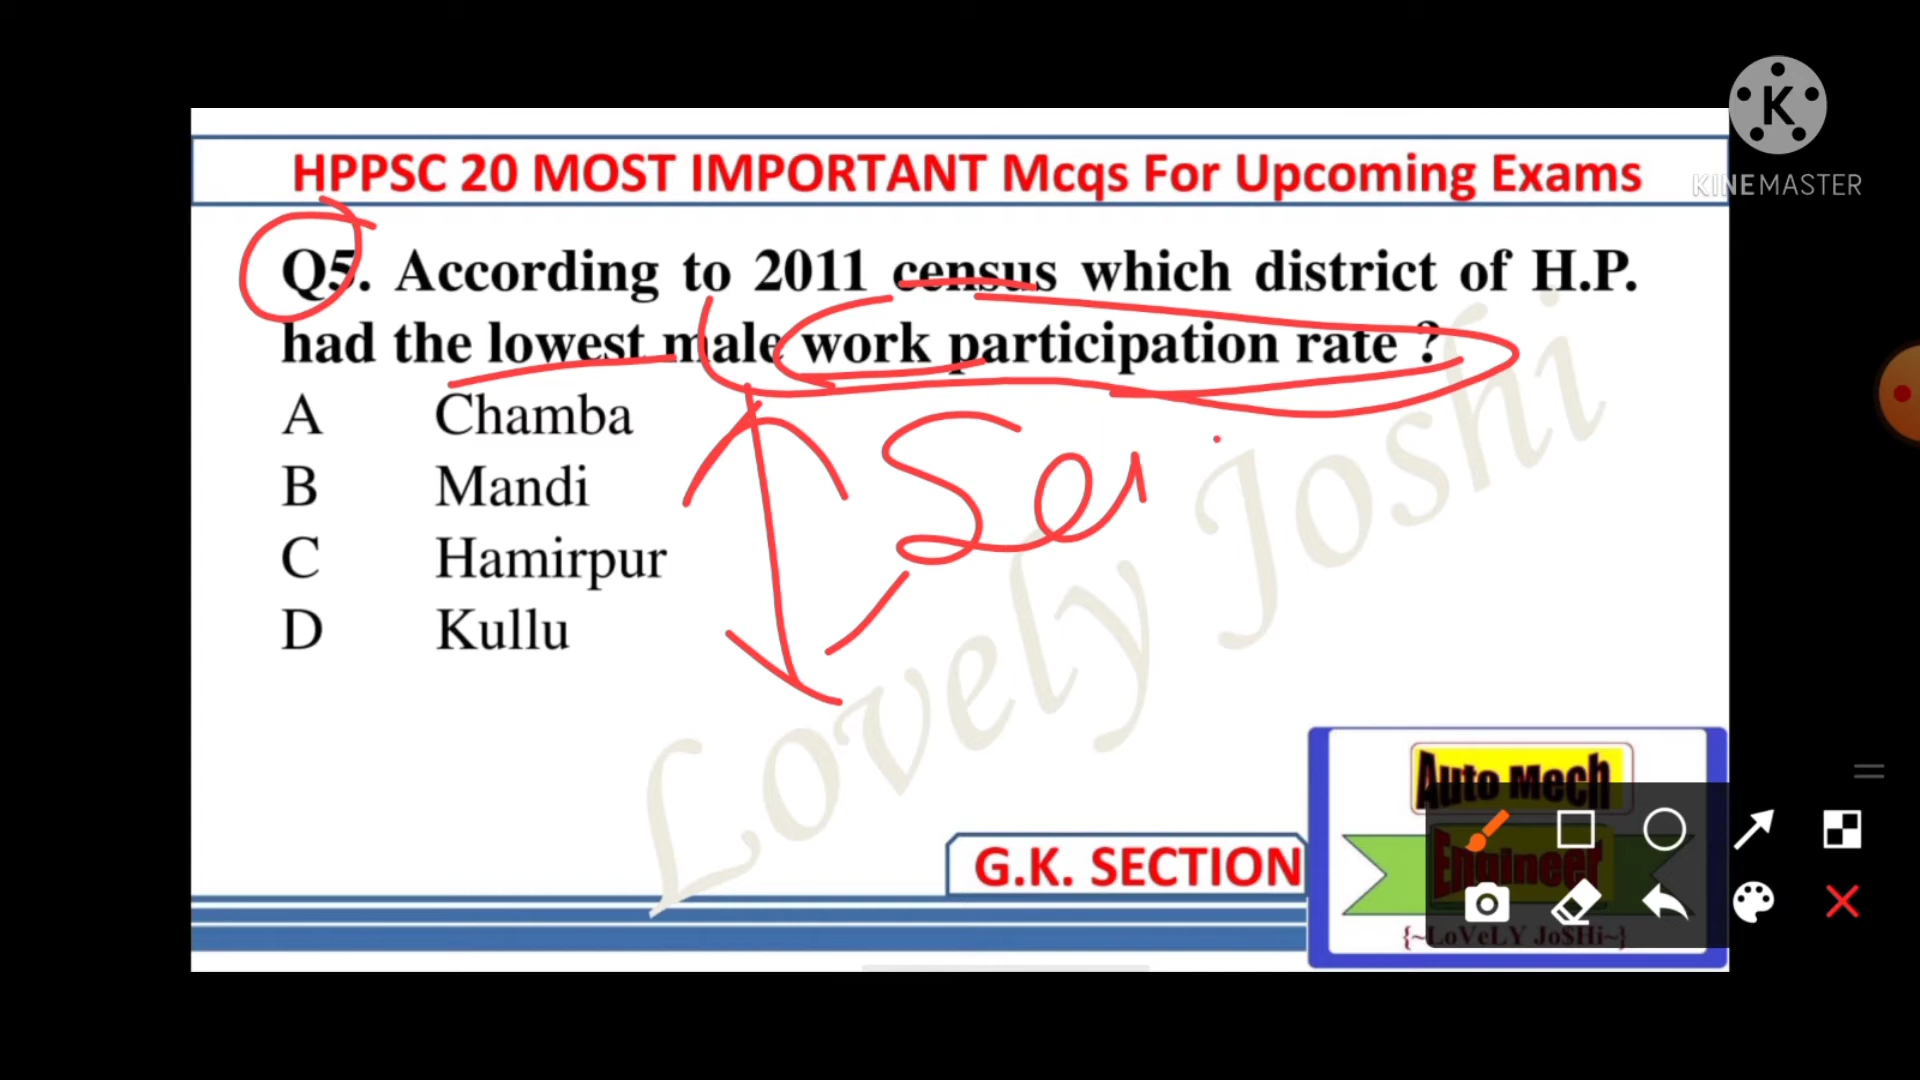 HPPSC 20 MOST IMPORTANT Mcqs For Upcoming Exams
KINEMASTER
Q5. According to 2011 census which district of H.P.
had the lowest male work participation rate ?
A Chamba
B Mandi
C Hamirpur
D Kullu
Lovely Joshi
Auto Mech
Engineer
G.K. SECTION
{~LoVeLY JoSHi~}